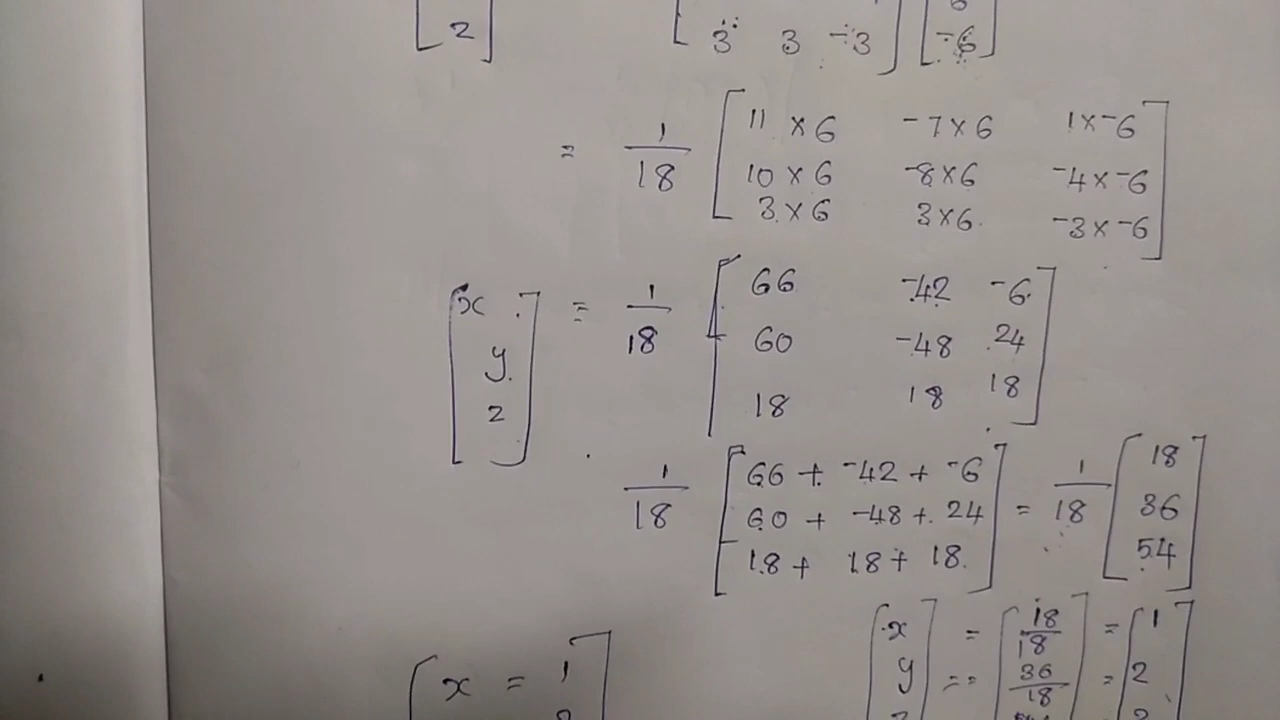 2 3 3 -3 -6
= 1/18 [ 11 × 6 -7 × 6 1 × -6 ]
[ 10 × 6 -8 × 6 -4 × -6 ]
[ 3 × 6 3 × 6 -3 × -6 ]
[ x ] = 1/18 [ 66 -42 -6 ]
[ y ] [ 60 -48 24 ]
[ z ] [ 18 18 18 ]
1/18 [ 66 + -42 + -6 ] = 1/18 [ 18 ]
[ 60 + -48 + 24 ] [ 36 ]
[ 18 + 18 + 18 ] [ 54 ]
[ x ] = [ 18/18 ] = [ 1 ]
[ y ] == [ 36/18 ] = [ 2 ]
[ x = 1 ]